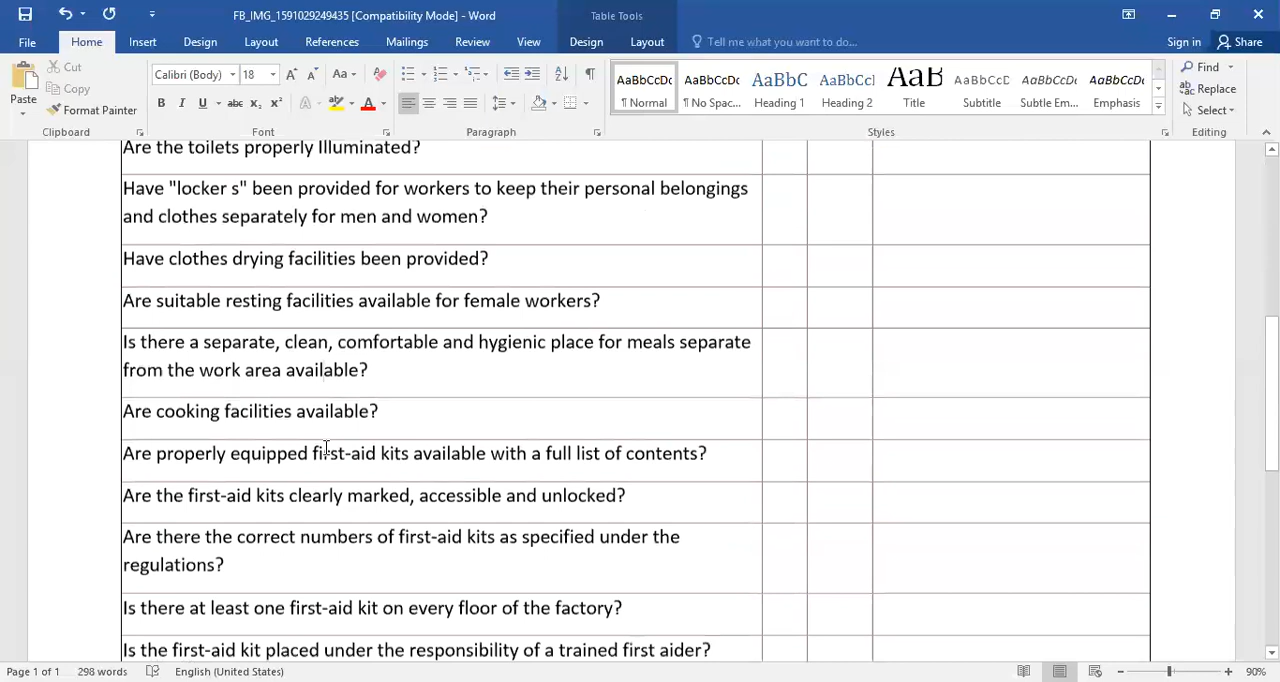 FB_IMG_1591029249435 [Compatibility Mode] - Word
Table Tools
File
Home
Insert
Design
Layout
References
Mailings
Review
View
Design
Layout
Tell me what you want to do...
Sign in
Share
Paste
Cut
Copy
Format Painter
Clipboard
Calibri (Body)
18
Font
Paragraph
AaBbCcDc
¶ Normal
AaBbCcDc
¶ No Spac...
AaBbC
Heading 1
AaBbCcl
Heading 2
AaB
Title
AaBbCcD
Subtitle
AaBbCcDc
Subtle Em...
AaBbCcDc
Emphasis
Styles
Find
Replace
Select
Editing
Are the toilets properly Illuminated?
Have "locker s" been provided for workers to keep their personal belongings
and clothes separately for men and women?
Have clothes drying facilities been provided?
Are suitable resting facilities available for female workers?
Is there a separate, clean, comfortable and hygienic place for meals separate
from the work area available?
Are cooking facilities available?
Are properly equipped first-aid kits available with a full list of contents?
Are the first-aid kits clearly marked, accessible and unlocked?
Are there the correct numbers of first-aid kits as specified under the
regulations?
Is there at least one first-aid kit on every floor of the factory?
Is the first-aid kit placed under the responsibility of a trained first aider?
Page 1 of 1
298 words
English (United States)
90%